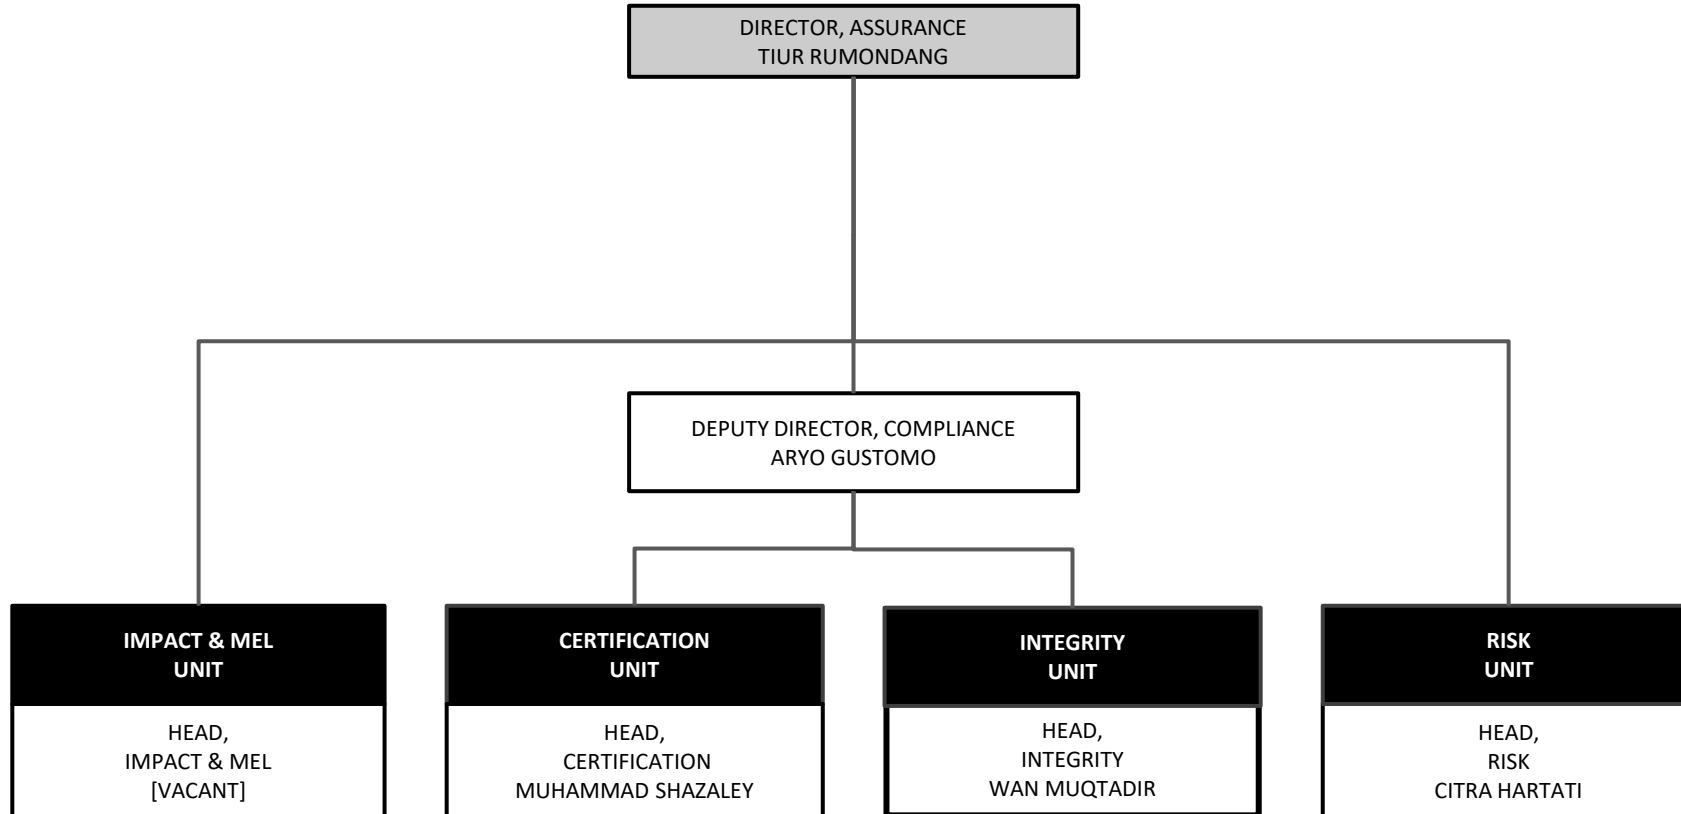 DIRECTOR, ASSURANCE
TIUR RUMONDANG
DEPUTY DIRECTOR, COMPLIANCE
ARYO GUSTOMO
IMPACT & MEL
UNIT
HEAD,
IMPACT & MEL
[VACANT]
CERTIFICATION
UNIT
HEAD,
CERTIFICATION
MUHAMMAD SHAZALEY
INTEGRITY
UNIT
HEAD,
INTEGRITY
WAN MUQTADIR
RISK
UNIT
HEAD,
RISK
CITRA HARTATI